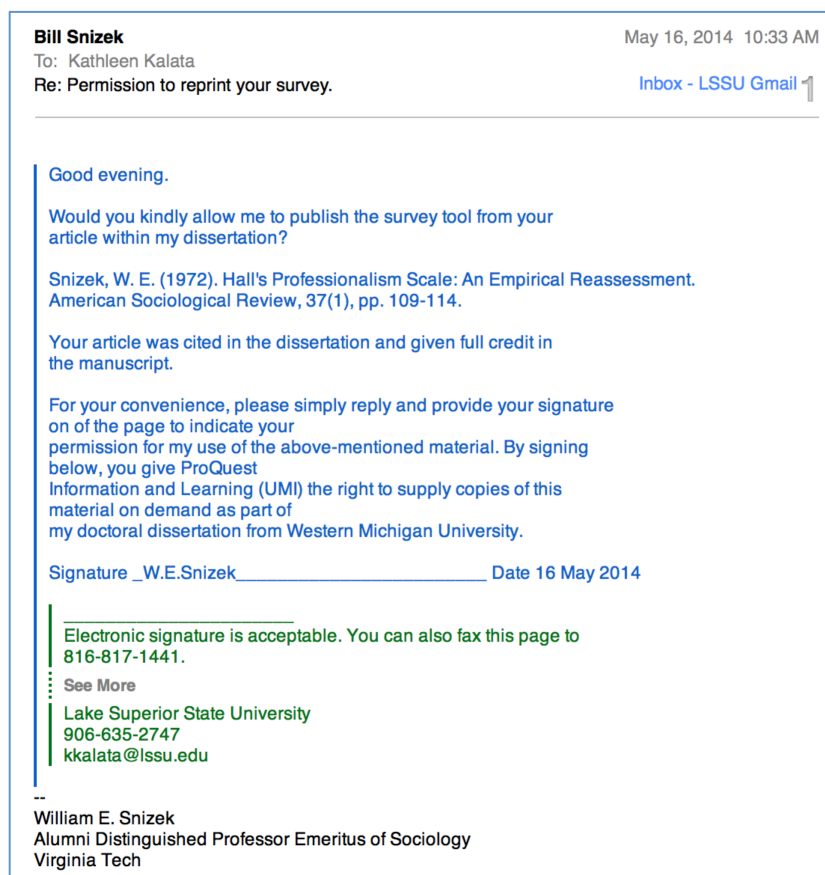 Bill Snizek May 16, 2014 10:33 AM
To: Kathleen Kalata
Re: Permission to reprint your survey. Inbox - LSSU Gmail 1
Good evening.
Would you kindly allow me to publish the survey tool from your
article within my dissertation?
Snizek, W. E. (1972). Hall's Professionalism Scale: An Empirical Reassessment.
American Sociological Review, 37(1), pp. 109-114.
Your article was cited in the dissertation and given full credit in
the manuscript.
For your convenience, please simply reply and provide your signature
on of the page to indicate your
permission for my use of the above-mentioned material. By signing
below, you give ProQuest
Information and Learning (UMI) the right to supply copies of this
material on demand as part of
my doctoral dissertation from Western Michigan University.
Signature _W.E.Snizek________________________ Date 16 May 2014
______________________
Electronic signature is acceptable. You can also fax this page to
816-817-1441.
See More
Lake Superior State University
906-635-2747
kkalata@lssu.edu
--
William E. Snizek
Alumni Distinguished Professor Emeritus of Sociology
Virginia Tech